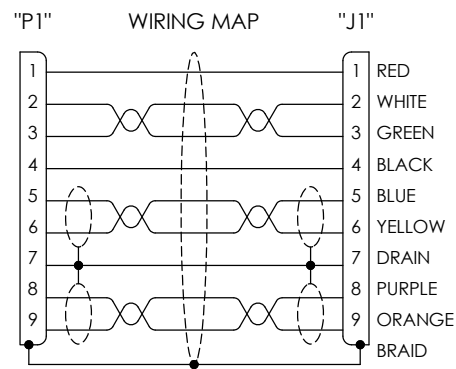 "P1" WIRING MAP "J1"
1 1 RED
2 2 WHITE
3 3 GREEN
4 4 BLACK
5 5 BLUE
6 6 YELLOW
7 7 DRAIN
8 8 PURPLE
9 9 ORANGE
BRAID